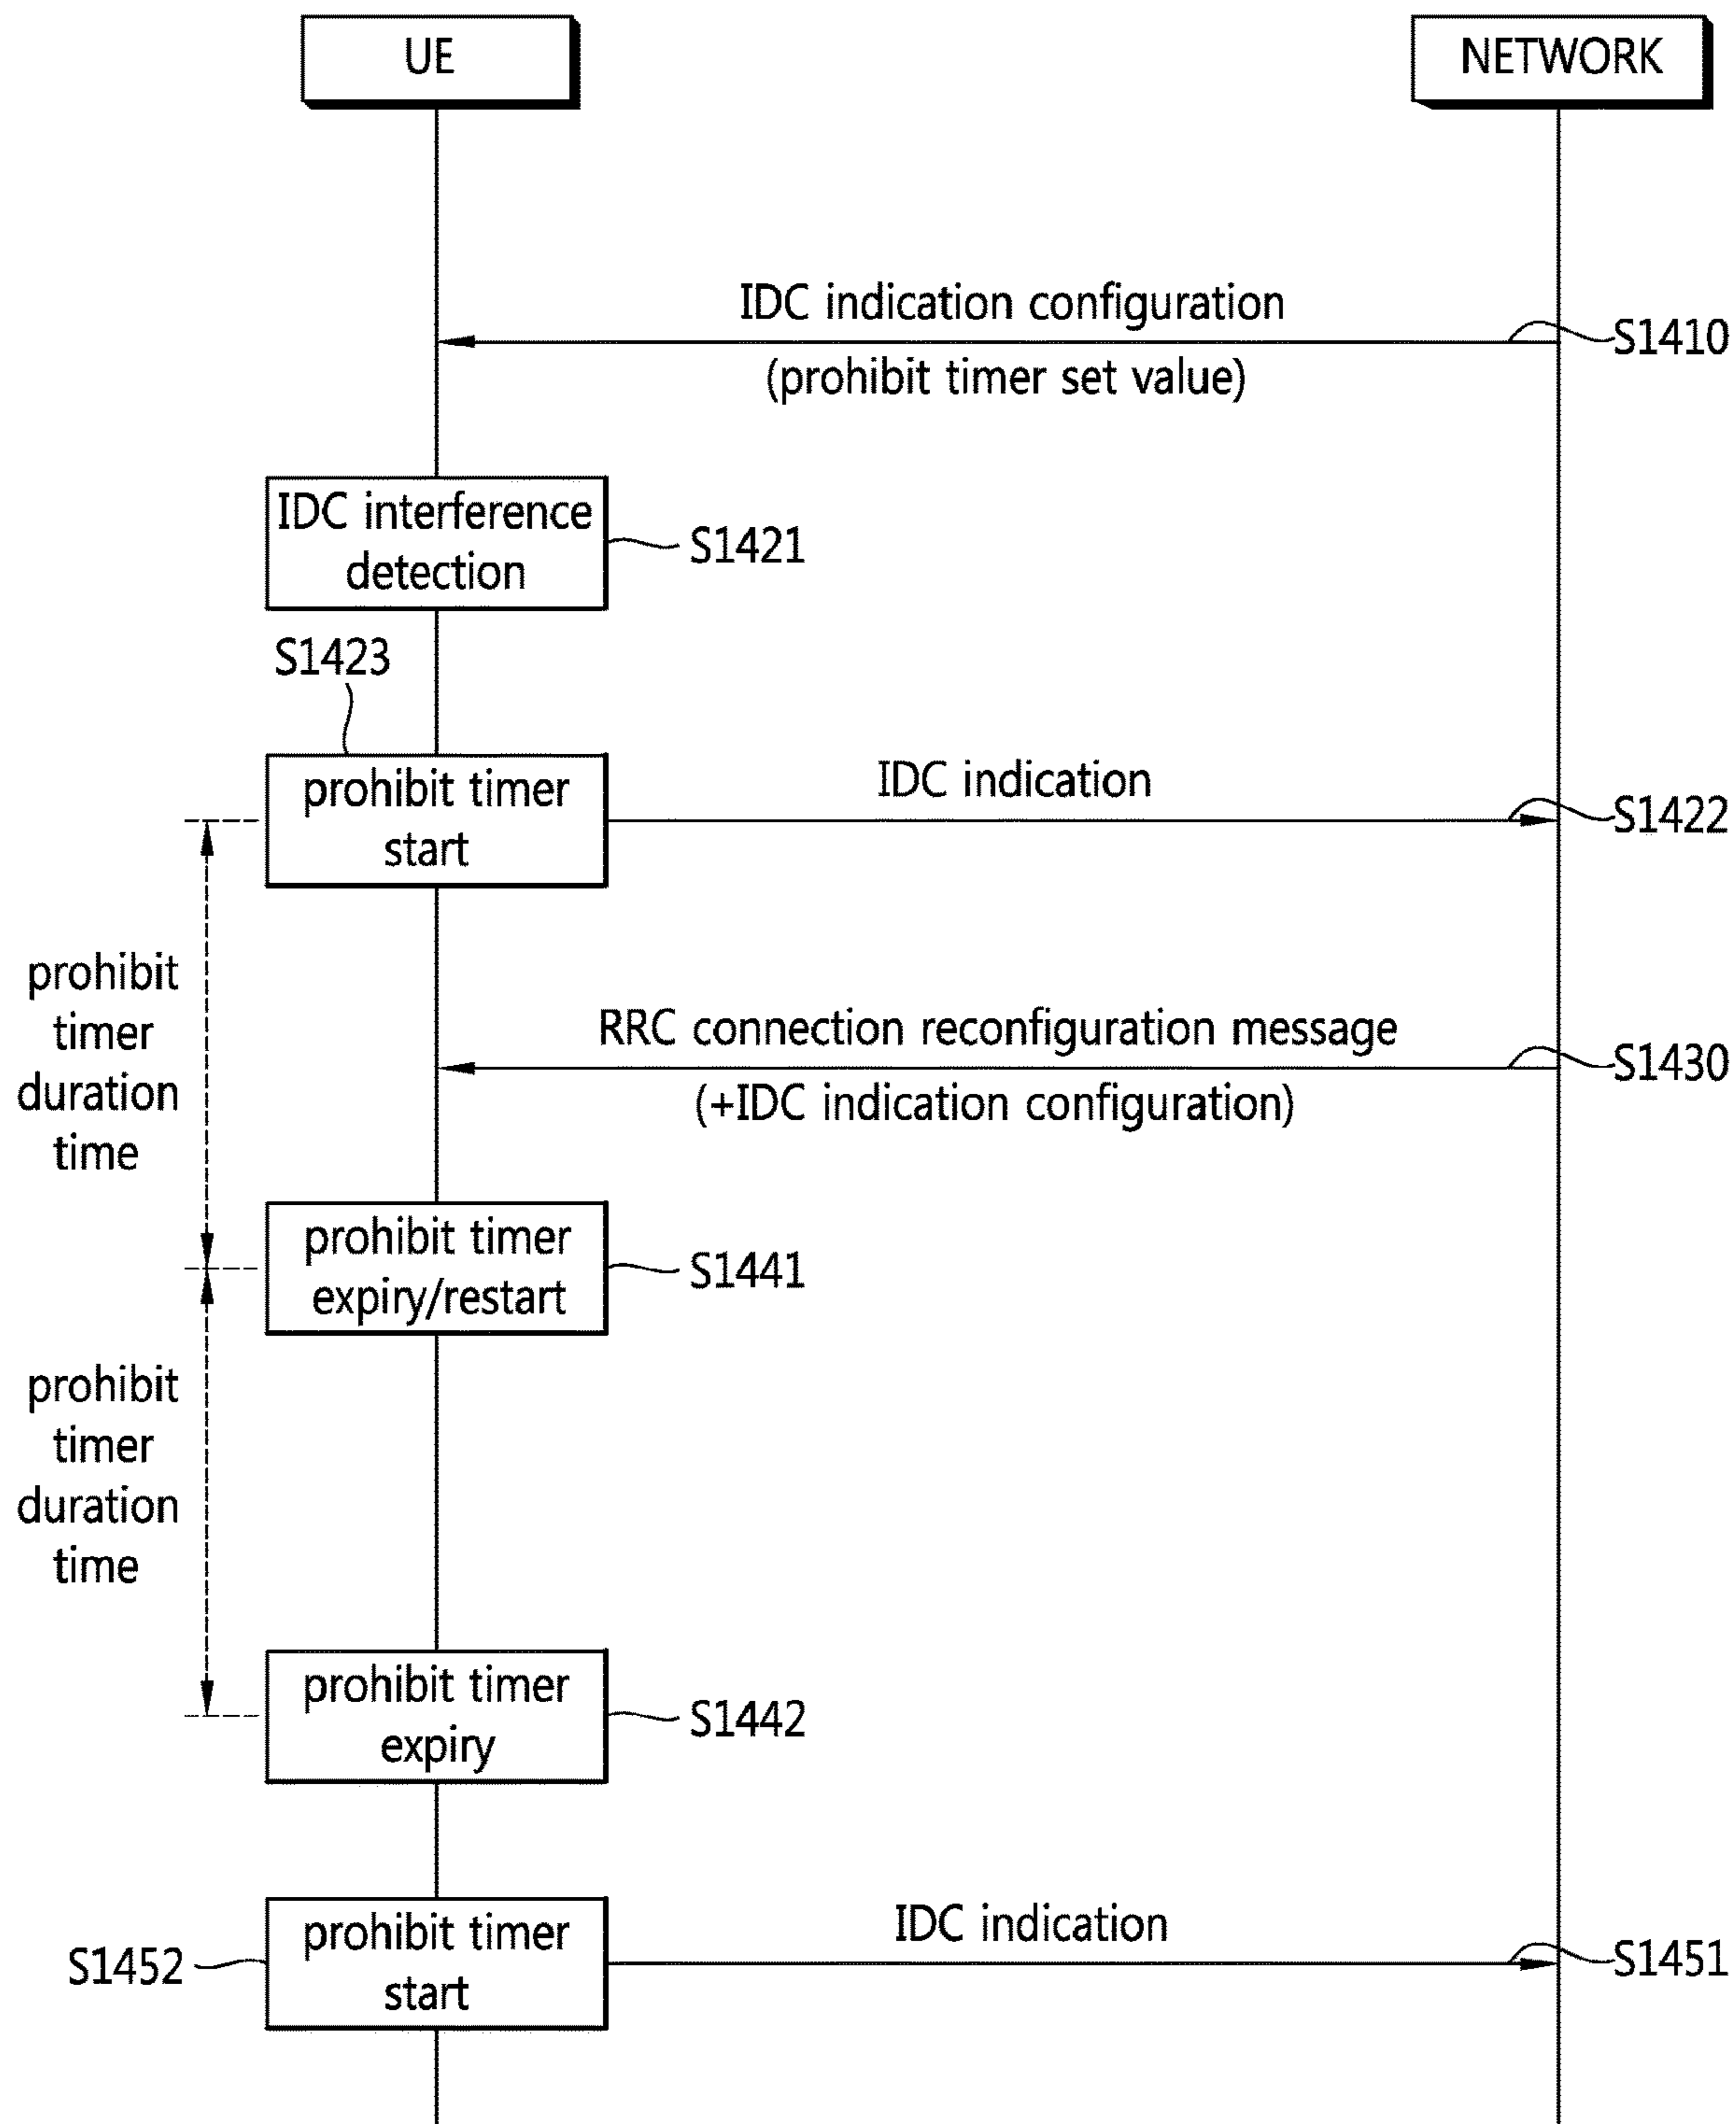 UE
NETWORK
IDC indication configuration
(prohibit timer set value)
S1410
IDC interference
detection
S1421
S1423
prohibit timer
start
IDC indication
S1422
prohibit
timer
duration
time
RRC connection reconfiguration message
(+IDC indication configuration)
S1430
prohibit timer
expiry/restart
S1441
prohibit
timer
duration
time
prohibit timer
expiry
S1442
prohibit timer
start
S1452
IDC indication
S1451